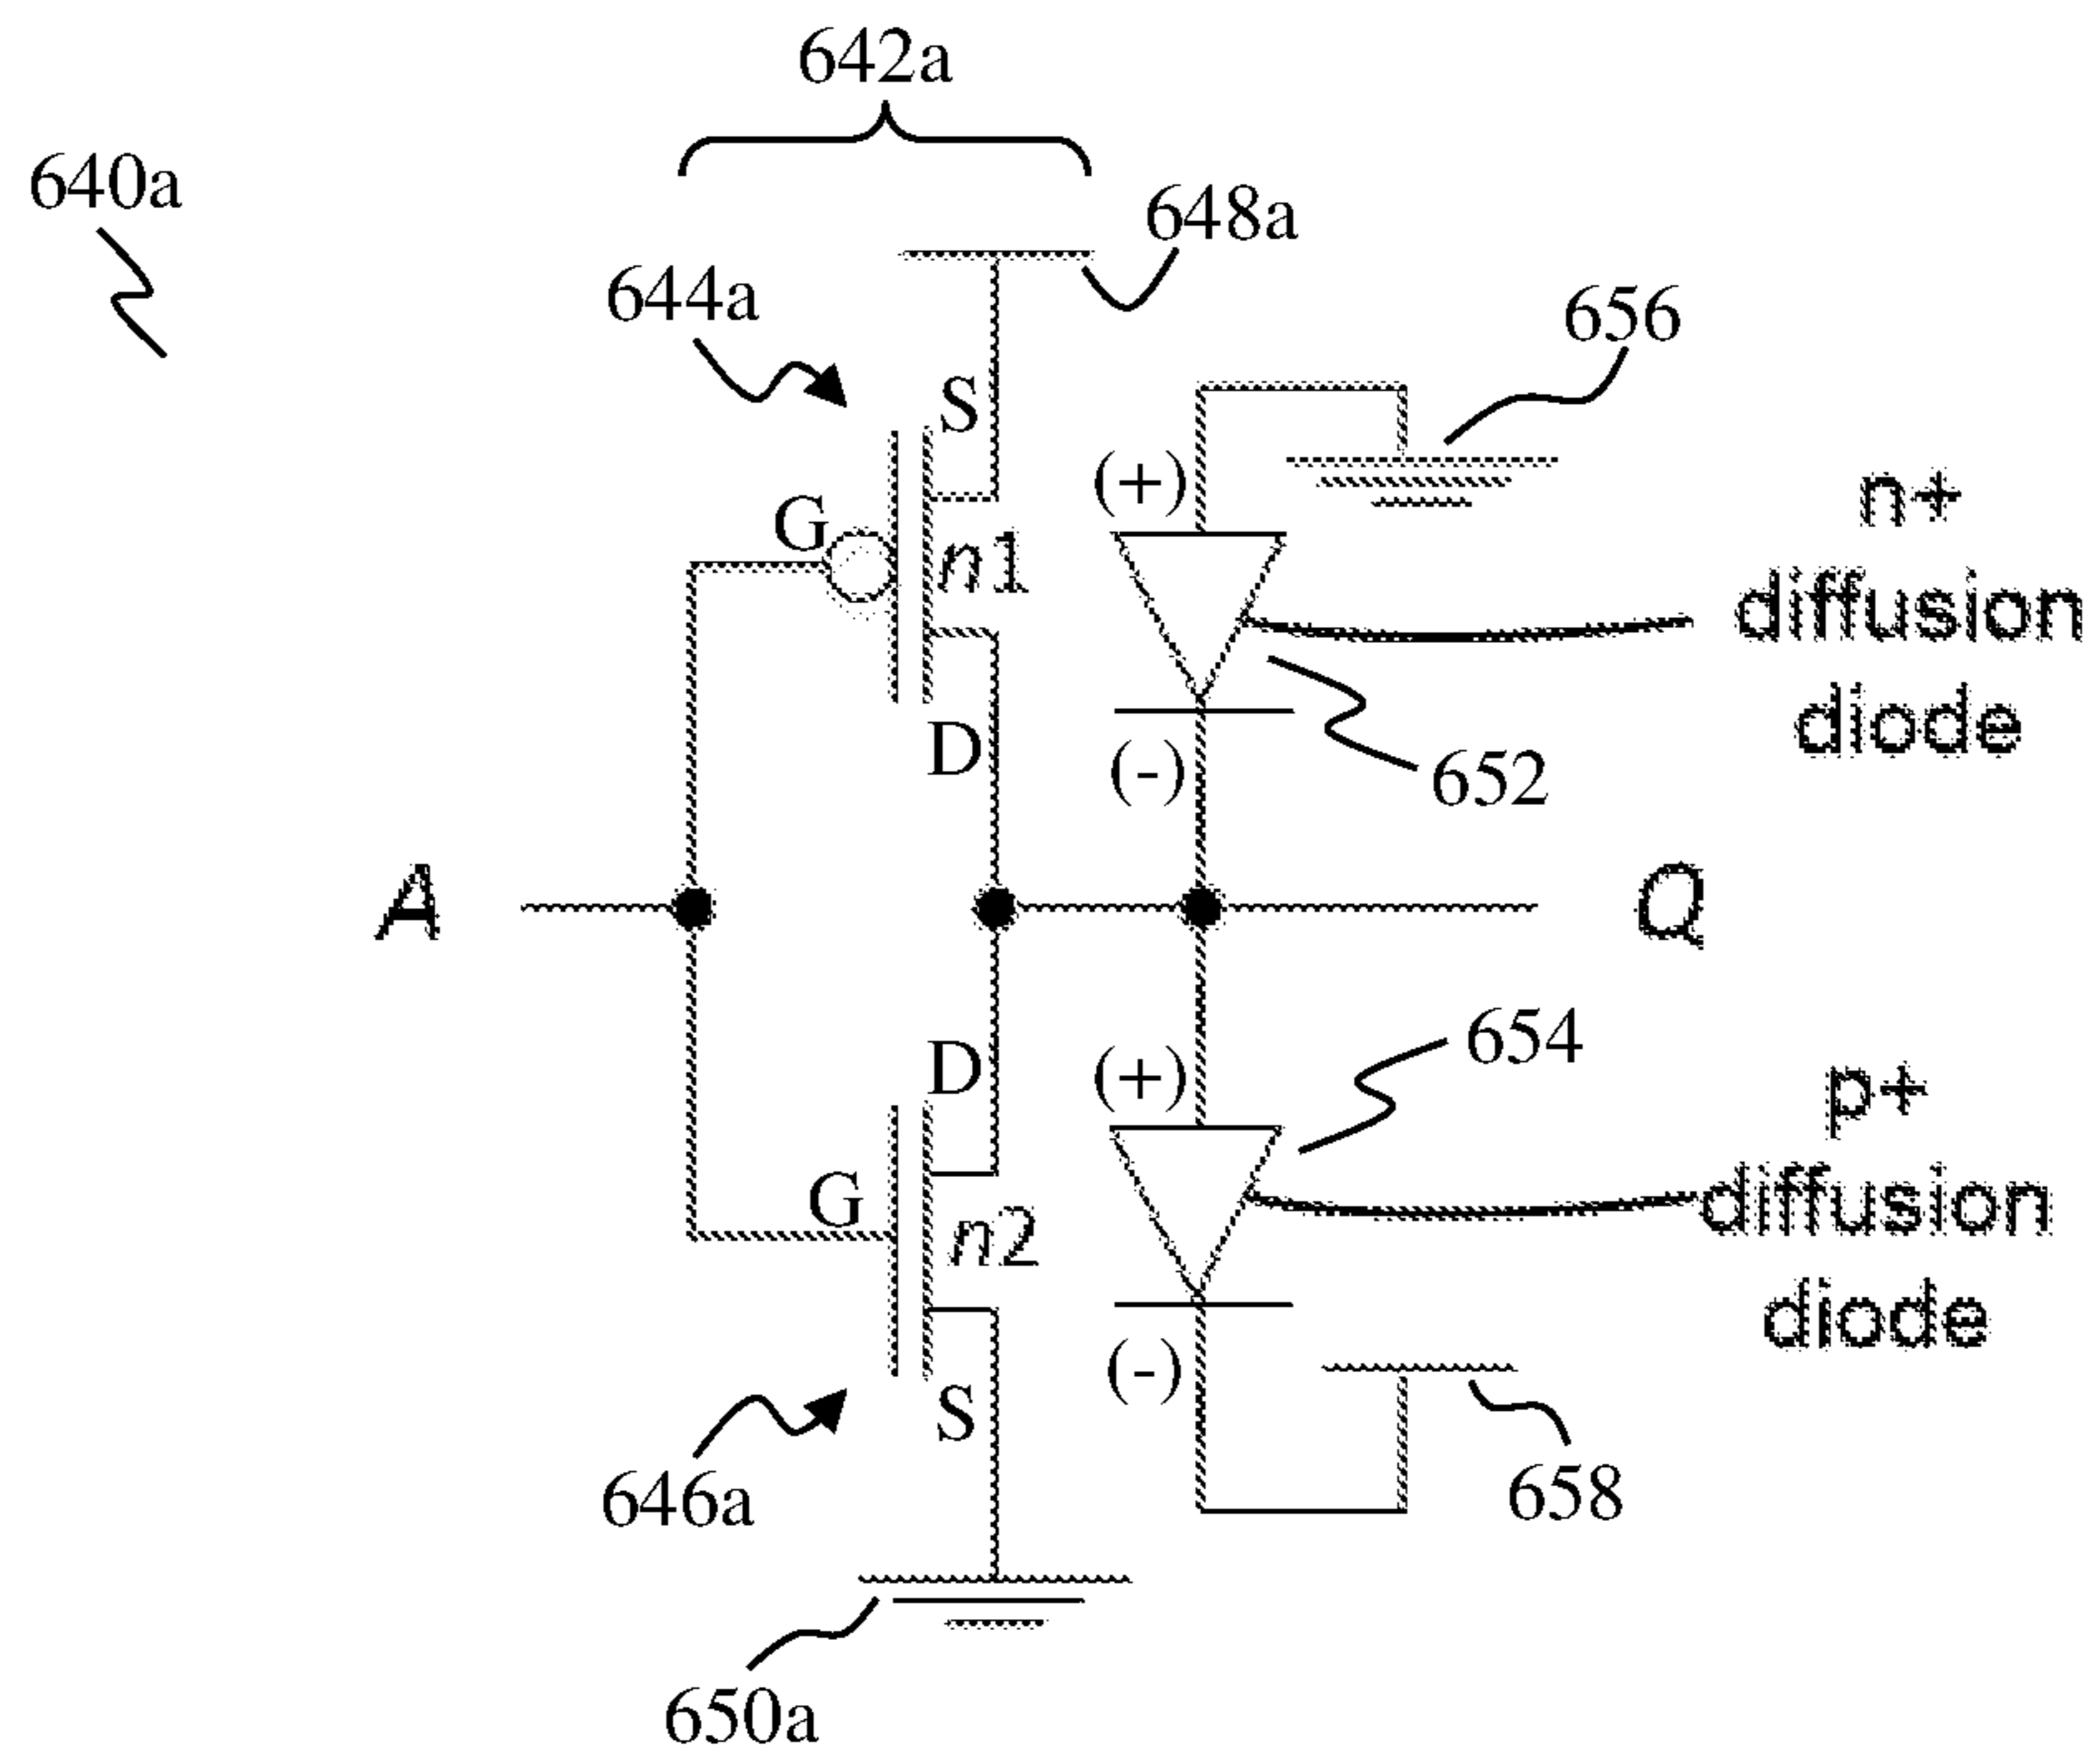 642a
640a
648a
644a
656
S
(+)
n+
G
n1
diffusion
diode
D
(-)
652
A
Q
654
D
(+)
p+
G
n2
diffusion
diode
(-)
S
646a
658
650a